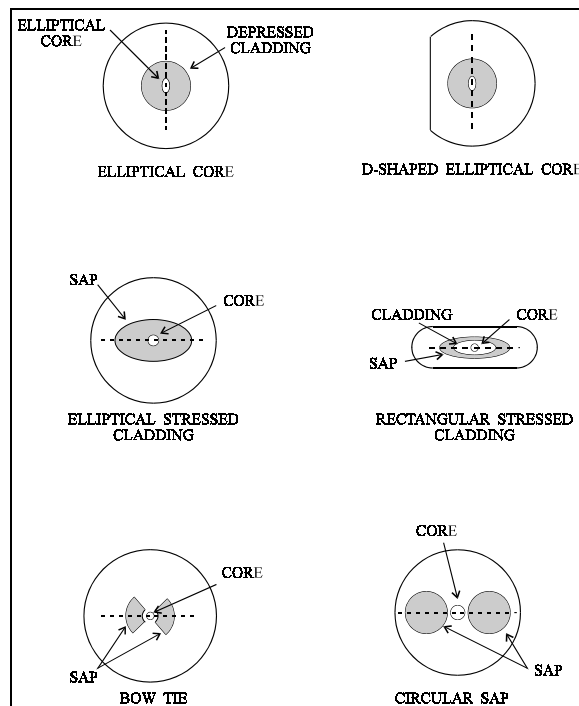 ELLIPTICAL
CORE
DEPRESSED
CLADDING
ELLIPTICAL CORE
D-SHAPED ELLIPTICAL CORE
SAP
CORE
ELLIPTICAL STRESSED
CLADDING
CLADDING
CORE
SAP
RECTANGULAR STRESSED
CLADDING
CORE
SAP
BOW TIE
CORE
SAP
CIRCULAR SAP